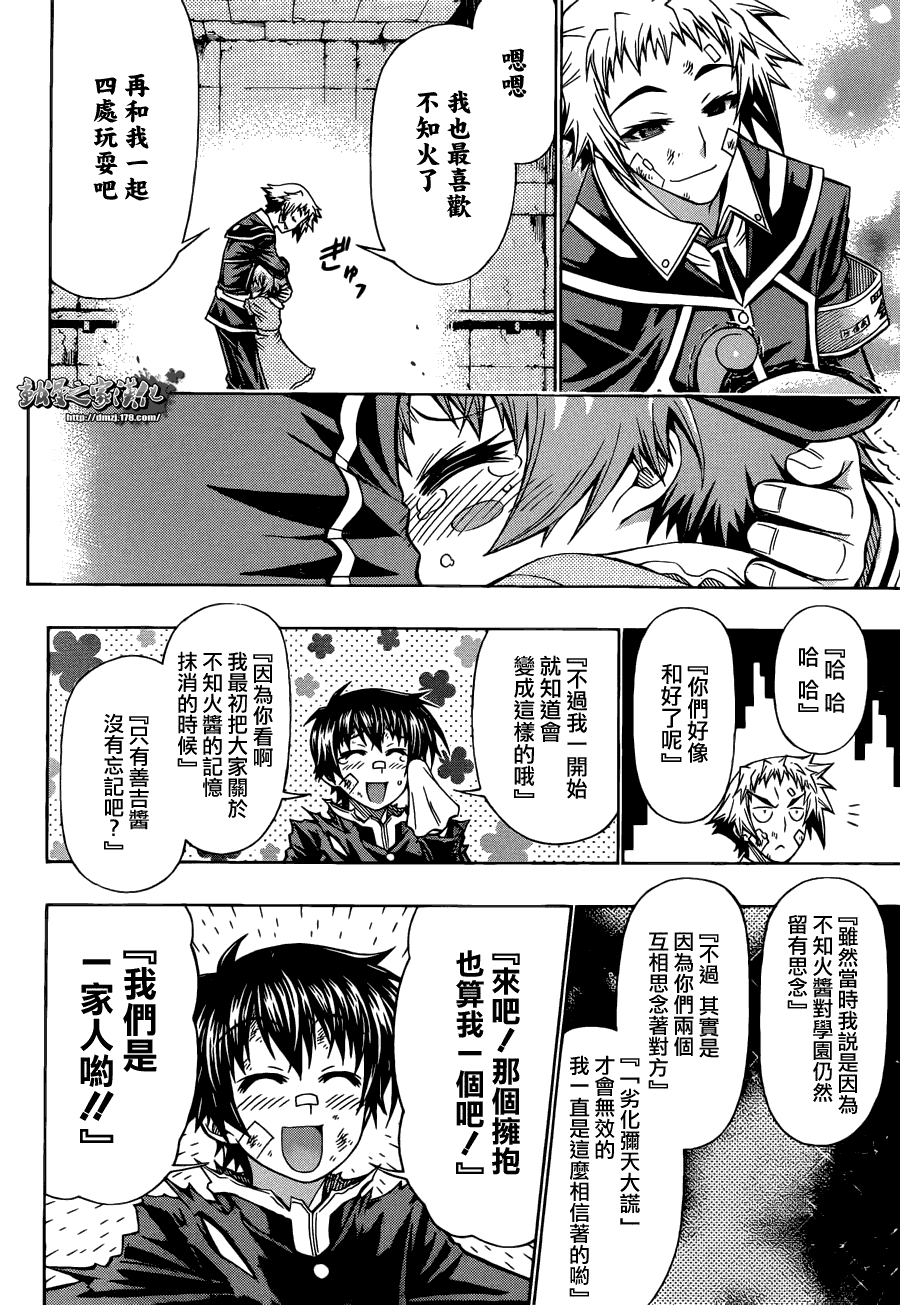 嗯嗯
我也最喜歡
不知火了
再和我一起
四處玩耍吧
ぎゅっ
http://dmzj.178.com/
『哈哈
哈哈』
『你們好像
和好了呢』
『不過我一開始
就知道會
變成這樣的哦』
『因為你看啊
我最初把大家關於
不知火醬的記憶
抹消的時候』
『只有善吉醬
沒有忘記吧？』
『雖然當時我説是因為
不知火醬對學園仍然
留有思念』
『不過 其實是
因為你們兩個
互相思念著對方』
『「劣化彌天大謊」
才會無效的
我一直是這麼相信著的喲』
『來吧！那個擁抱
也算我一個吧！』
『我們是
一家人喲!!』